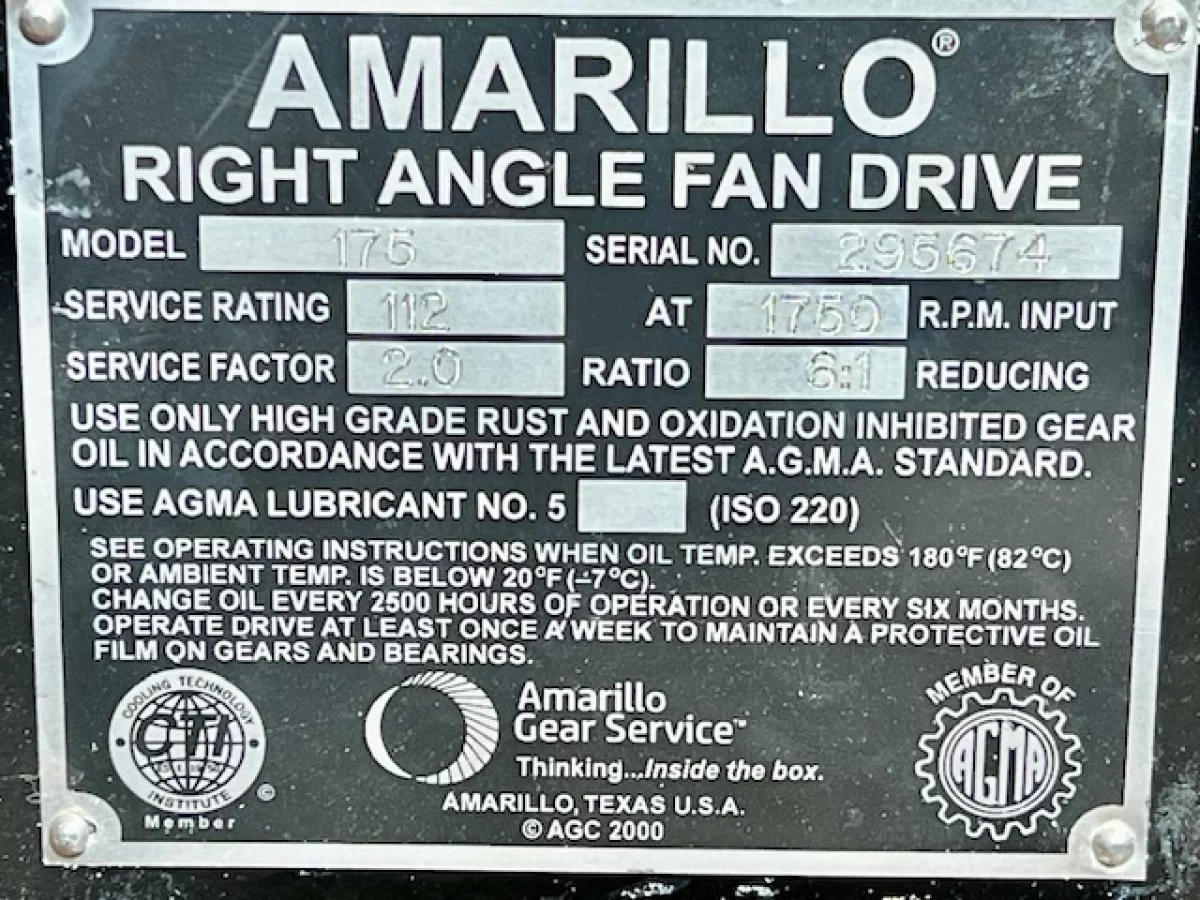 AMARILLO®
RIGHT ANGLE FAN DRIVE
MODEL 175 SERIAL NO. 295674
SERVICE RATING 112 AT 1750 R.P.M. INPUT
SERVICE FACTOR 2.0 RATIO 6:1 REDUCING
USE ONLY HIGH GRADE RUST AND OXIDATION INHIBITED GEAR
OIL IN ACCORDANCE WITH THE LATEST A.G.M.A. STANDARD.
USE AGMA LUBRICANT NO. 5 (ISO 220)
SEE OPERATING INSTRUCTIONS WHEN OIL TEMP. EXCEEDS 180°F (82°C)
OR AMBIENT TEMP. IS BELOW 20°F (-7°C).
CHANGE OIL EVERY 2500 HOURS OF OPERATION OR EVERY SIX MONTHS.
OPERATE DRIVE AT LEAST ONCE A WEEK TO MAINTAIN A PROTECTIVE OIL
FILM ON GEARS AND BEARINGS.
COOLING TECHNOLOGY
CTI
INSTITUTE ©
Member
Amarillo
Gear Service™
Thinking...Inside the box.
AMARILLO, TEXAS U.S.A.
© AGC 2000
MEMBER OF
AGMA